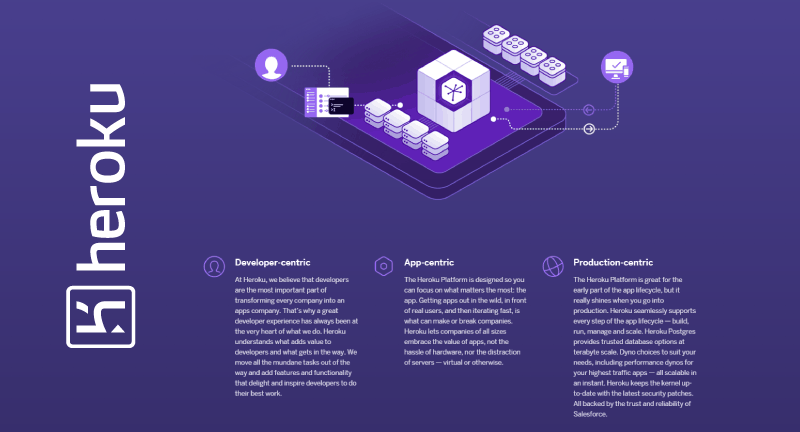 heroku
Developer-centric
At Heroku, we believe that developers
are the most important part of
transforming every company into an
apps company. That's why a great
developer experience has always been at
the very heart of what we do. Heroku
understands what adds value to
developers and what gets in the way. We
move all the mundane tasks out of the
way and add features and functionality
that delight and inspire developers to do
their best work.
App-centric
The Heroku Platform is designed so you
can focus on what matters the most: the
app. Getting apps out in the wild, in front
of real users, and then iterating fast, is
what can make or break companies.
Heroku lets companies of all sizes
embrace the value of apps, not the
hassle of hardware, nor the distraction
of servers — virtual or otherwise.
Production-centric
The Heroku Platform is great for the
early part of the app lifecycle, but it
really shines when you go into
production. Heroku seamlessly supports
every step of the app lifecycle — build,
run, manage and scale. Heroku Postgres
provides trusted database options at
terabyte scale. Dyno choices to suit your
needs, including performance dynos for
your highest traffic apps — all scalable in
an instant. Heroku keeps the kernel up-
to-date with the latest security patches.
All backed by the trust and reliability of
Salesforce.